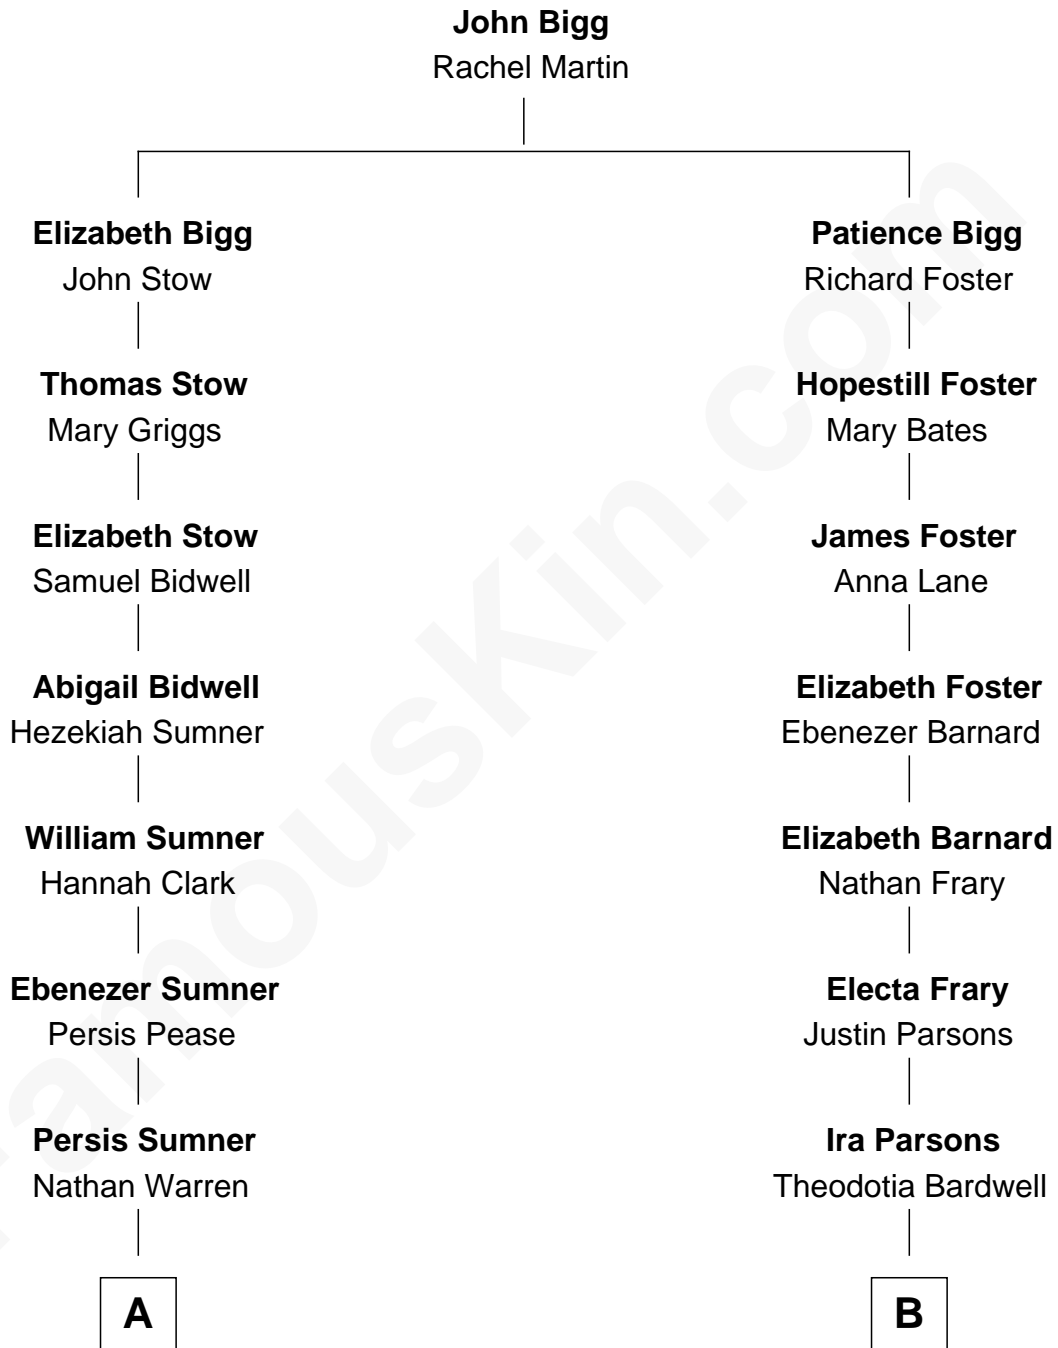 John Bigg
Rachel Martin
Elizabeth Bigg
John Stow
Patience Bigg
Richard Foster
Thomas Stow
Mary Griggs
Hopestill Foster
Mary Bates
Elizabeth Stow
Samuel Bidwell
James Foster
Anna Lane
Abigail Bidwell
Hezekiah Sumner
Elizabeth Foster
Ebenezer Barnard
William Sumner
Hannah Clark
Elizabeth Barnard
Nathan Frary
Ebenezer Sumner
Persis Pease
Electa Frary
Justin Parsons
Persis Sumner
Nathan Warren
Ira Parsons
Theodotia Bardwell
A
B
FamousKin.com